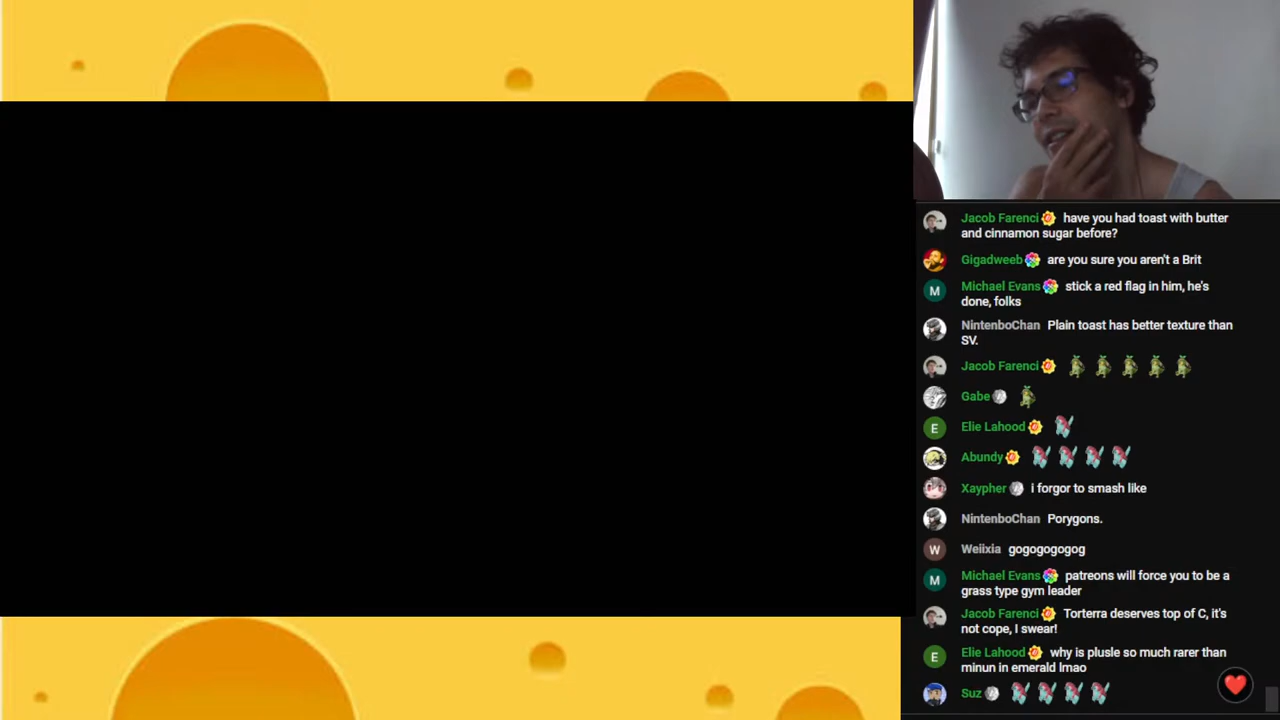 Jacob Farenci have you had toast with butter
and cinnamon sugar before?
Gigadweeb are you sure you aren't a Brit
M Michael Evans stick a red flag in him, he's
done, folks
NintenboChan Plain toast has better texture than
SV.
Jacob Farenci
Gabe
E Elie Lahood
Abundy
Xaypher i forgor to smash like
NintenboChan Porygons.
W Weiixia gogogogogog
M Michael Evans patreons will force you to be a
grass type gym leader
Jacob Farenci Torterra deserves top of C, it's
not cope, I swear!
E Elie Lahood why is plusle so much rarer than
minun in emerald lmao
Suz